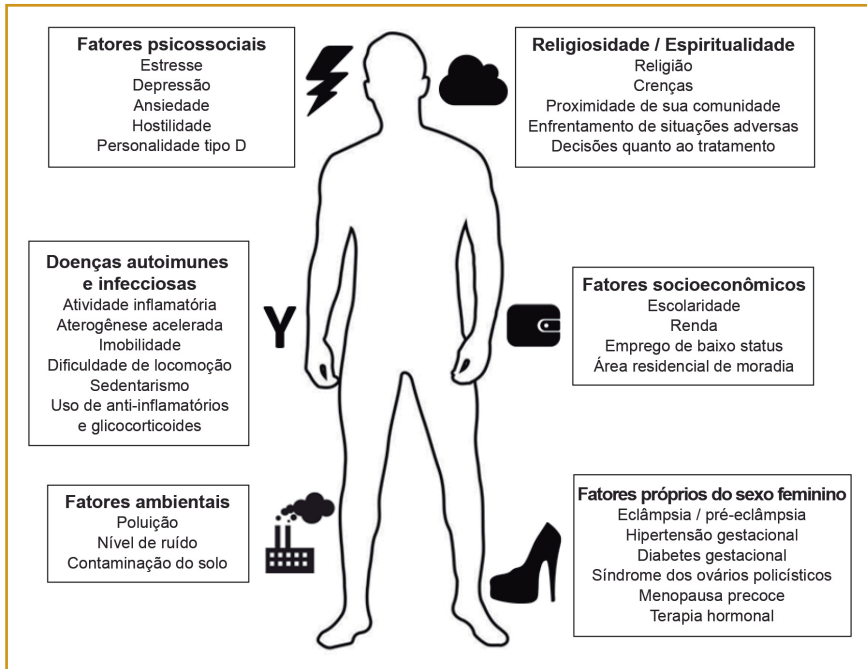 Fatores psicossociais
Estresse
Depressão
Ansiedade
Hostilidade
Personalidade tipo D
Religiosidade / Espiritualidade
Religião
Crenças
Proximidade de sua comunidade
Enfrentamento de situações adversas
Decisões quanto ao tratamento
Doenças autoimunes
e infecciosas
Atividade inflamatória
Aterogênese acelerada
Imobilidade
Dificuldade de locomoção
Sedentarismo
Uso de anti-inflamatórios
e glicocorticoides
Fatores socioeconômicos
Escolaridade
Renda
Emprego de baixo status
Área residencial de moradia
Fatores ambientais
Poluição
Nível de ruído
Contaminação do solo
Fatores próprios do sexo feminino
Eclâmpsia / pré-eclâmpsia
Hipertensão gestacional
Diabetes gestacional
Síndrome dos ovários policísticos
Menopausa precoce
Terapia hormonal